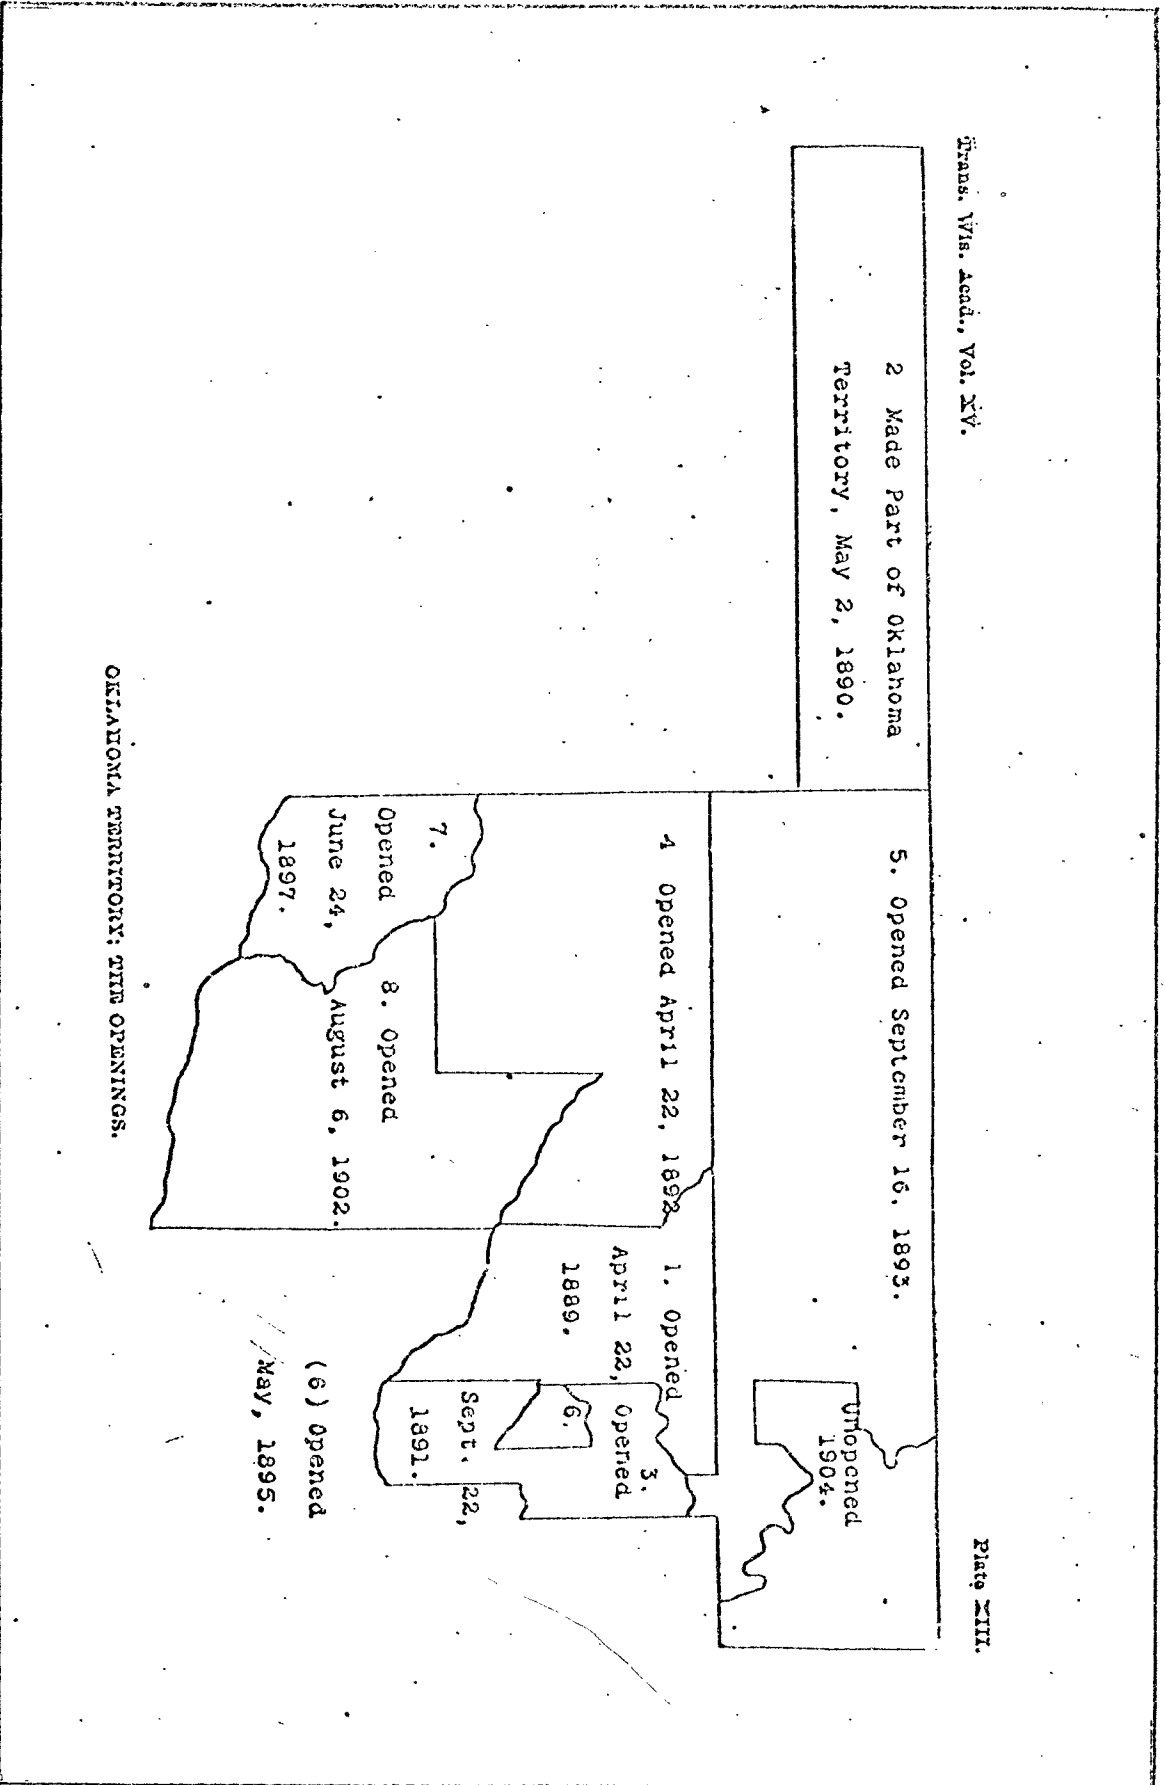 Trans. Wis. Acad., Vol. XV.
Plate XIII.
2 Made Part of Oklahoma
Territory, May 2, 1890.
5. Opened September 16, 1893.
Unopened
1904.
4 Opened April 22, 1892
1. Opened
April 22,
1889.
3.
Opened
Sept. 22,
1891.
6.
(6) Opened
May, 1895.
7.
Opened
June 24,
1897.
8. Opened
August 6, 1902.
OKLAHOMA TERRITORY; THE OPENINGS.